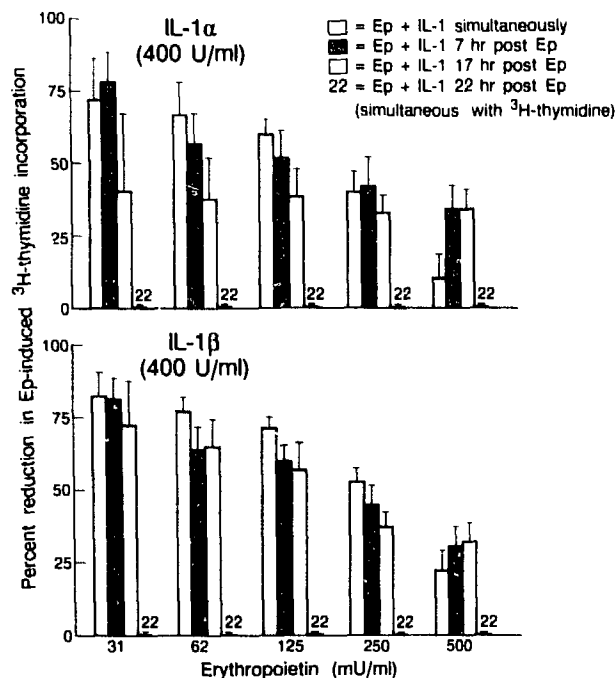 IL-1α
(400 U/ml)
= Ep + IL-1 simultaneously
= Ep + IL-1 7 hr post Ep
= Ep + IL-1 17 hr post Ep
22 = Ep + IL-1 22 hr post Ep
(simultaneous with ³H-thymidine)
Percent reduction in Ep-induced ³H-thymidine incorporation
100
75
50
25
0
22
22
22
22
22
IL-1β
(400 U/ml)
100
75
50
25
0
22
22
22
22
22
31
62
125
250
500
Erythropoietin (mU/ml)